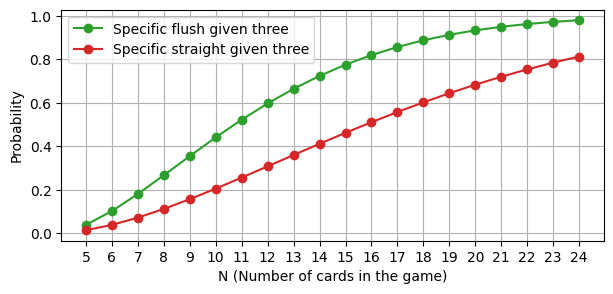 Specific flush given three
Specific straight given three
1.0
0.8
0.6
0.4
0.2
0.0
Probability
5 6 7 8 9 10 11 12 13 14 15 16 17 18 19 20 21 22 23 24
N (Number of cards in the game)